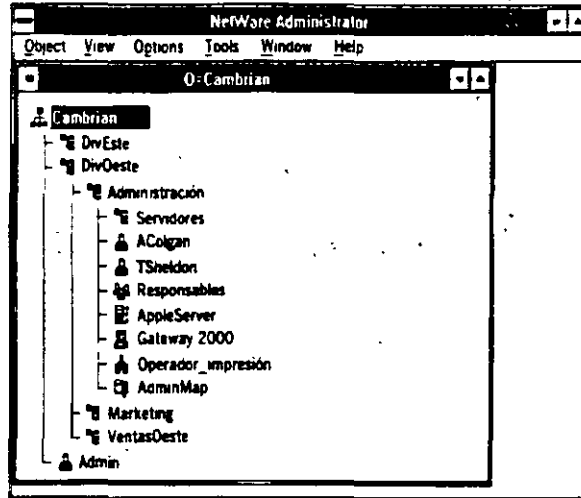 NetWare Administrator
Object View Options Tools Window Help
O=Cambrian
Cambrian
DivEste
DivOeste
Administración
Servidores
AColgan
TSheldon
Responsables
AppleServer
Gateway 2000
Operador_impresión
AdminMap
Marketing
VentasOeste
Admin